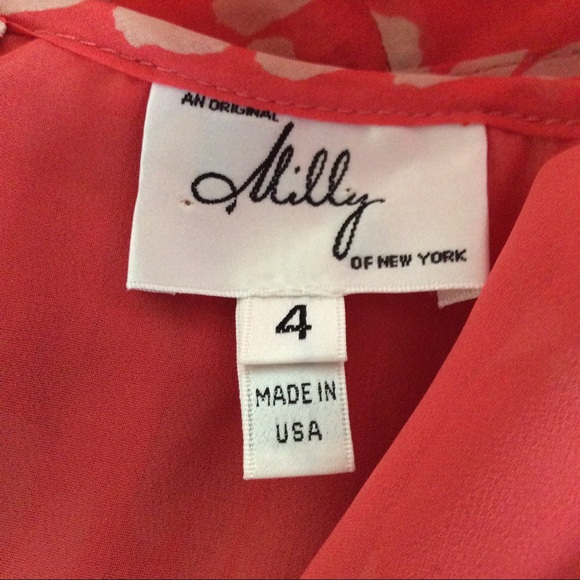 AN ORIGINAL
Milly
OF NEW YORK
4
MADE IN
USA